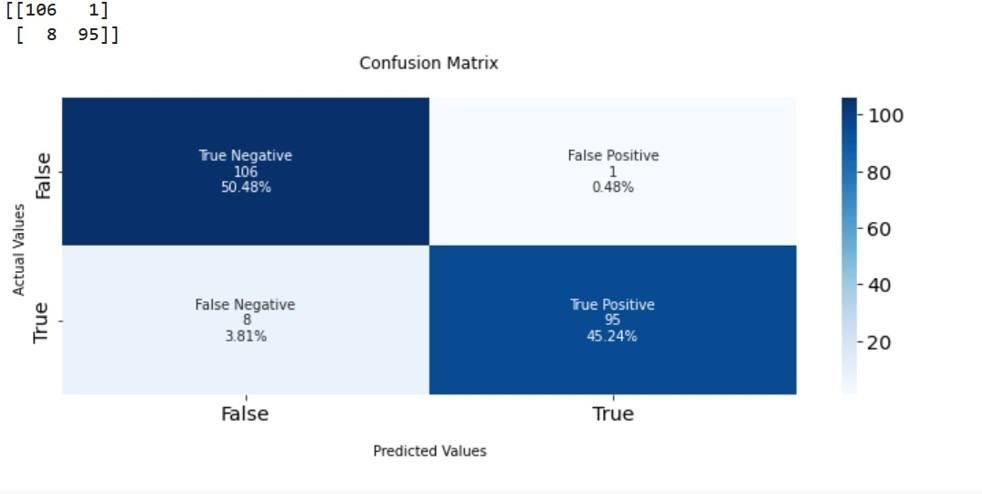 [[106   1]
 [  8  95]]
Confusion Matrix
True Negative
106
50.48%
False Positive
1
0.48%
False Negative
8
3.81%
True Positive
95
45.24%
Actual Values
False
True
False
True
Predicted Values
100
80
60
40
20